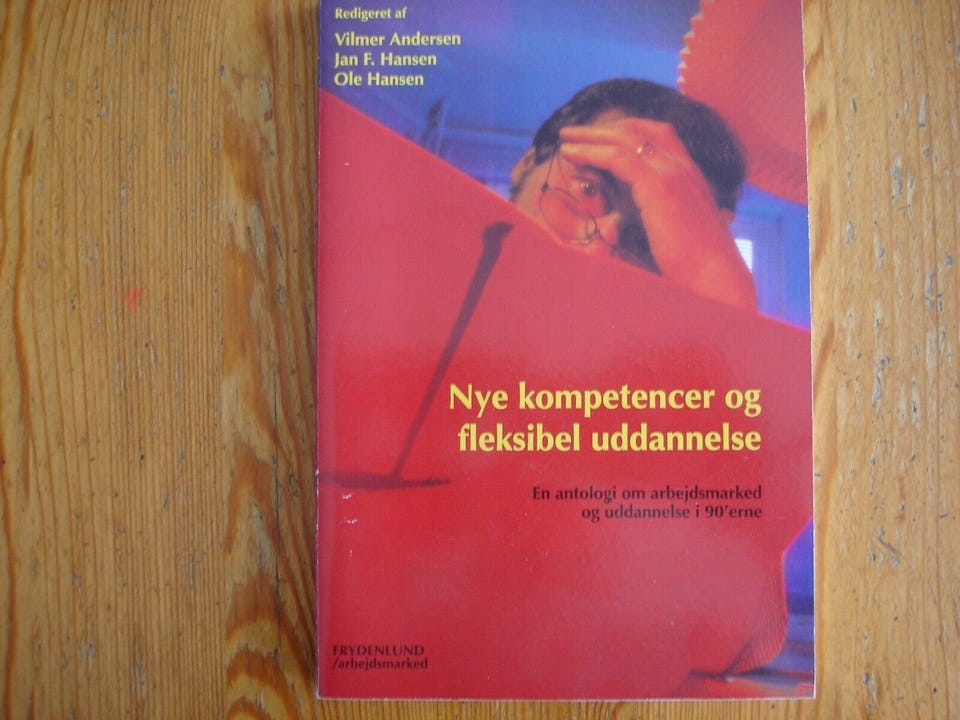 Redigeret af
Vilmer Andersen
Jan F. Hansen
Ole Hansen
Nye kompetencer og
fleksibel uddannelse
En antologi om arbejdsmarked
og uddannelse i 90'erne
FRYDENLUND
/arbejdsmarked